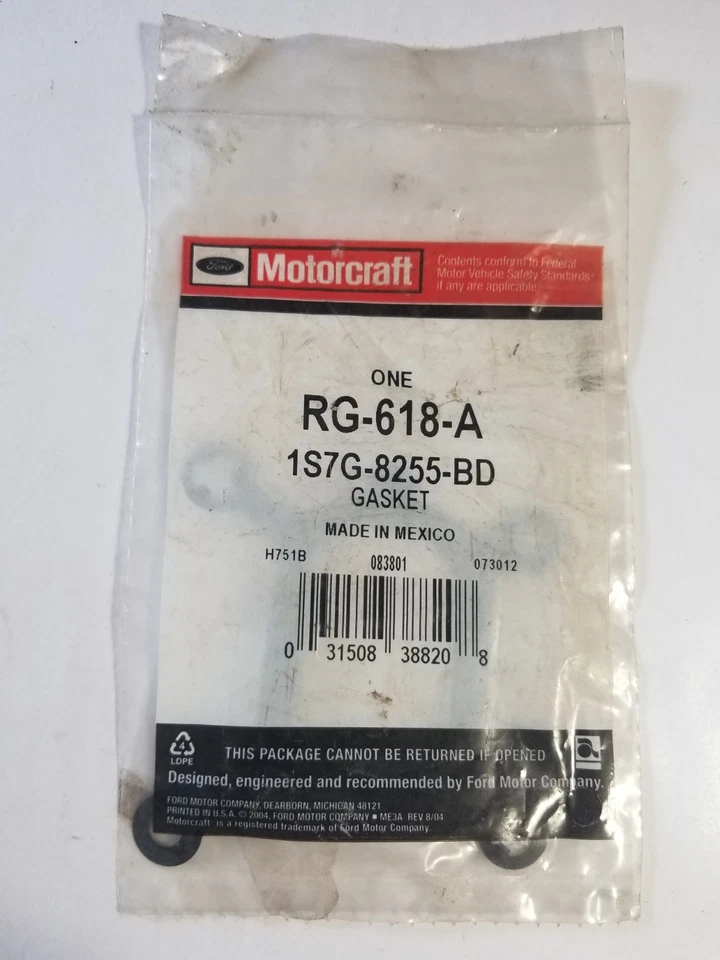 Ford
Motorcraft
Contents conform to Federal
Motor Vehicle Safety Standards,
if any are applicable.
ONE
RG-618-A
1S7G-8255-BD
GASKET
MADE IN MEXICO
H751B 083801 073012
0 31508 38820 8
4
LDPE
THIS PACKAGE CANNOT BE RETURNED IF OPENED
Designed, engineered and recommended by Ford Motor Company.
FORD MOTOR COMPANY, DEARBORN, MICHIGAN 48121
PRINTED IN U.S.A. © 2004, FORD MOTOR COMPANY ■ ME3A REV 8/04
Motorcraft is a registered trademark of Ford Motor Company.